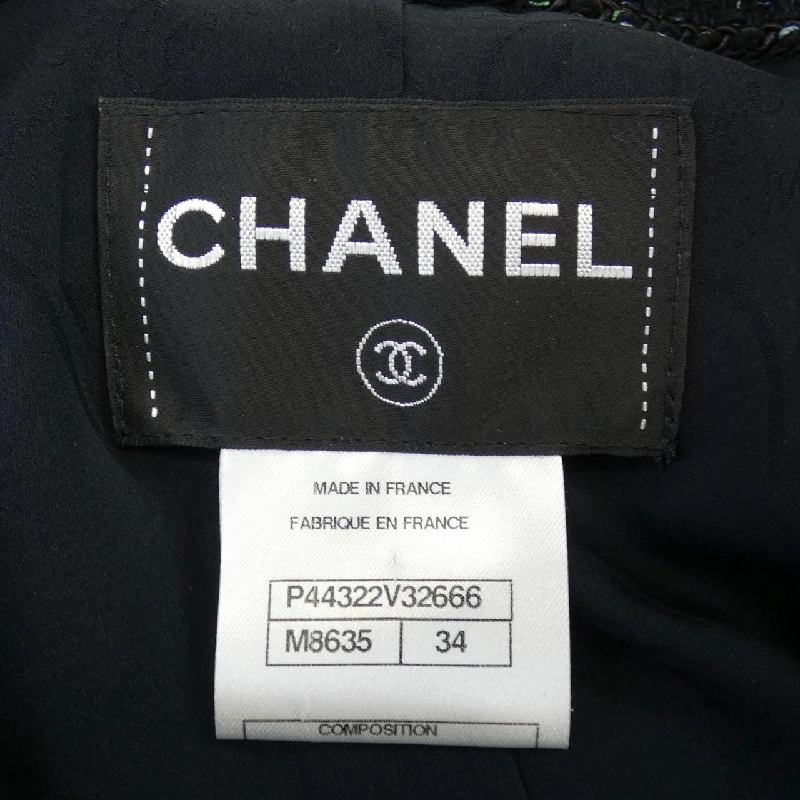 CHANEL
MADE IN FRANCE
FABRIQUE EN FRANCE
P44322V32666
M8635 34
COMPOSITION